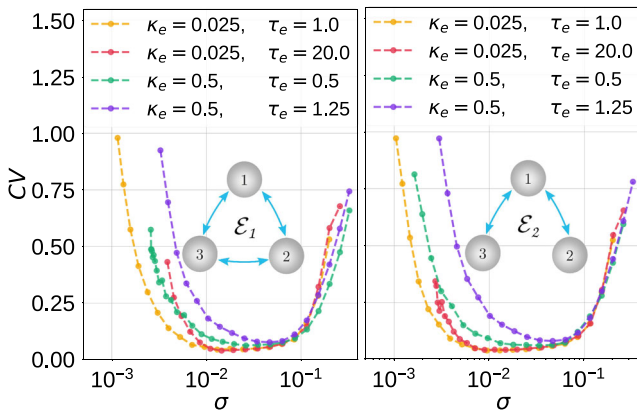 CV
1.50
1.25
1.00
0.75
0.50
0.25
0.00
κe = 0.025, τe = 1.0
κe = 0.025, τe = 20.0
κe = 0.5, τe = 0.5
κe = 0.5, τe = 1.25
1
ℰ1
3 2
10−3 10−2 10−1
σ
κe = 0.025, τe = 1.0
κe = 0.025, τe = 20.0
κe = 0.5, τe = 0.5
κe = 0.5, τe = 1.25
1
ℰ2
3 2
10−3 10−2 10−1
σ